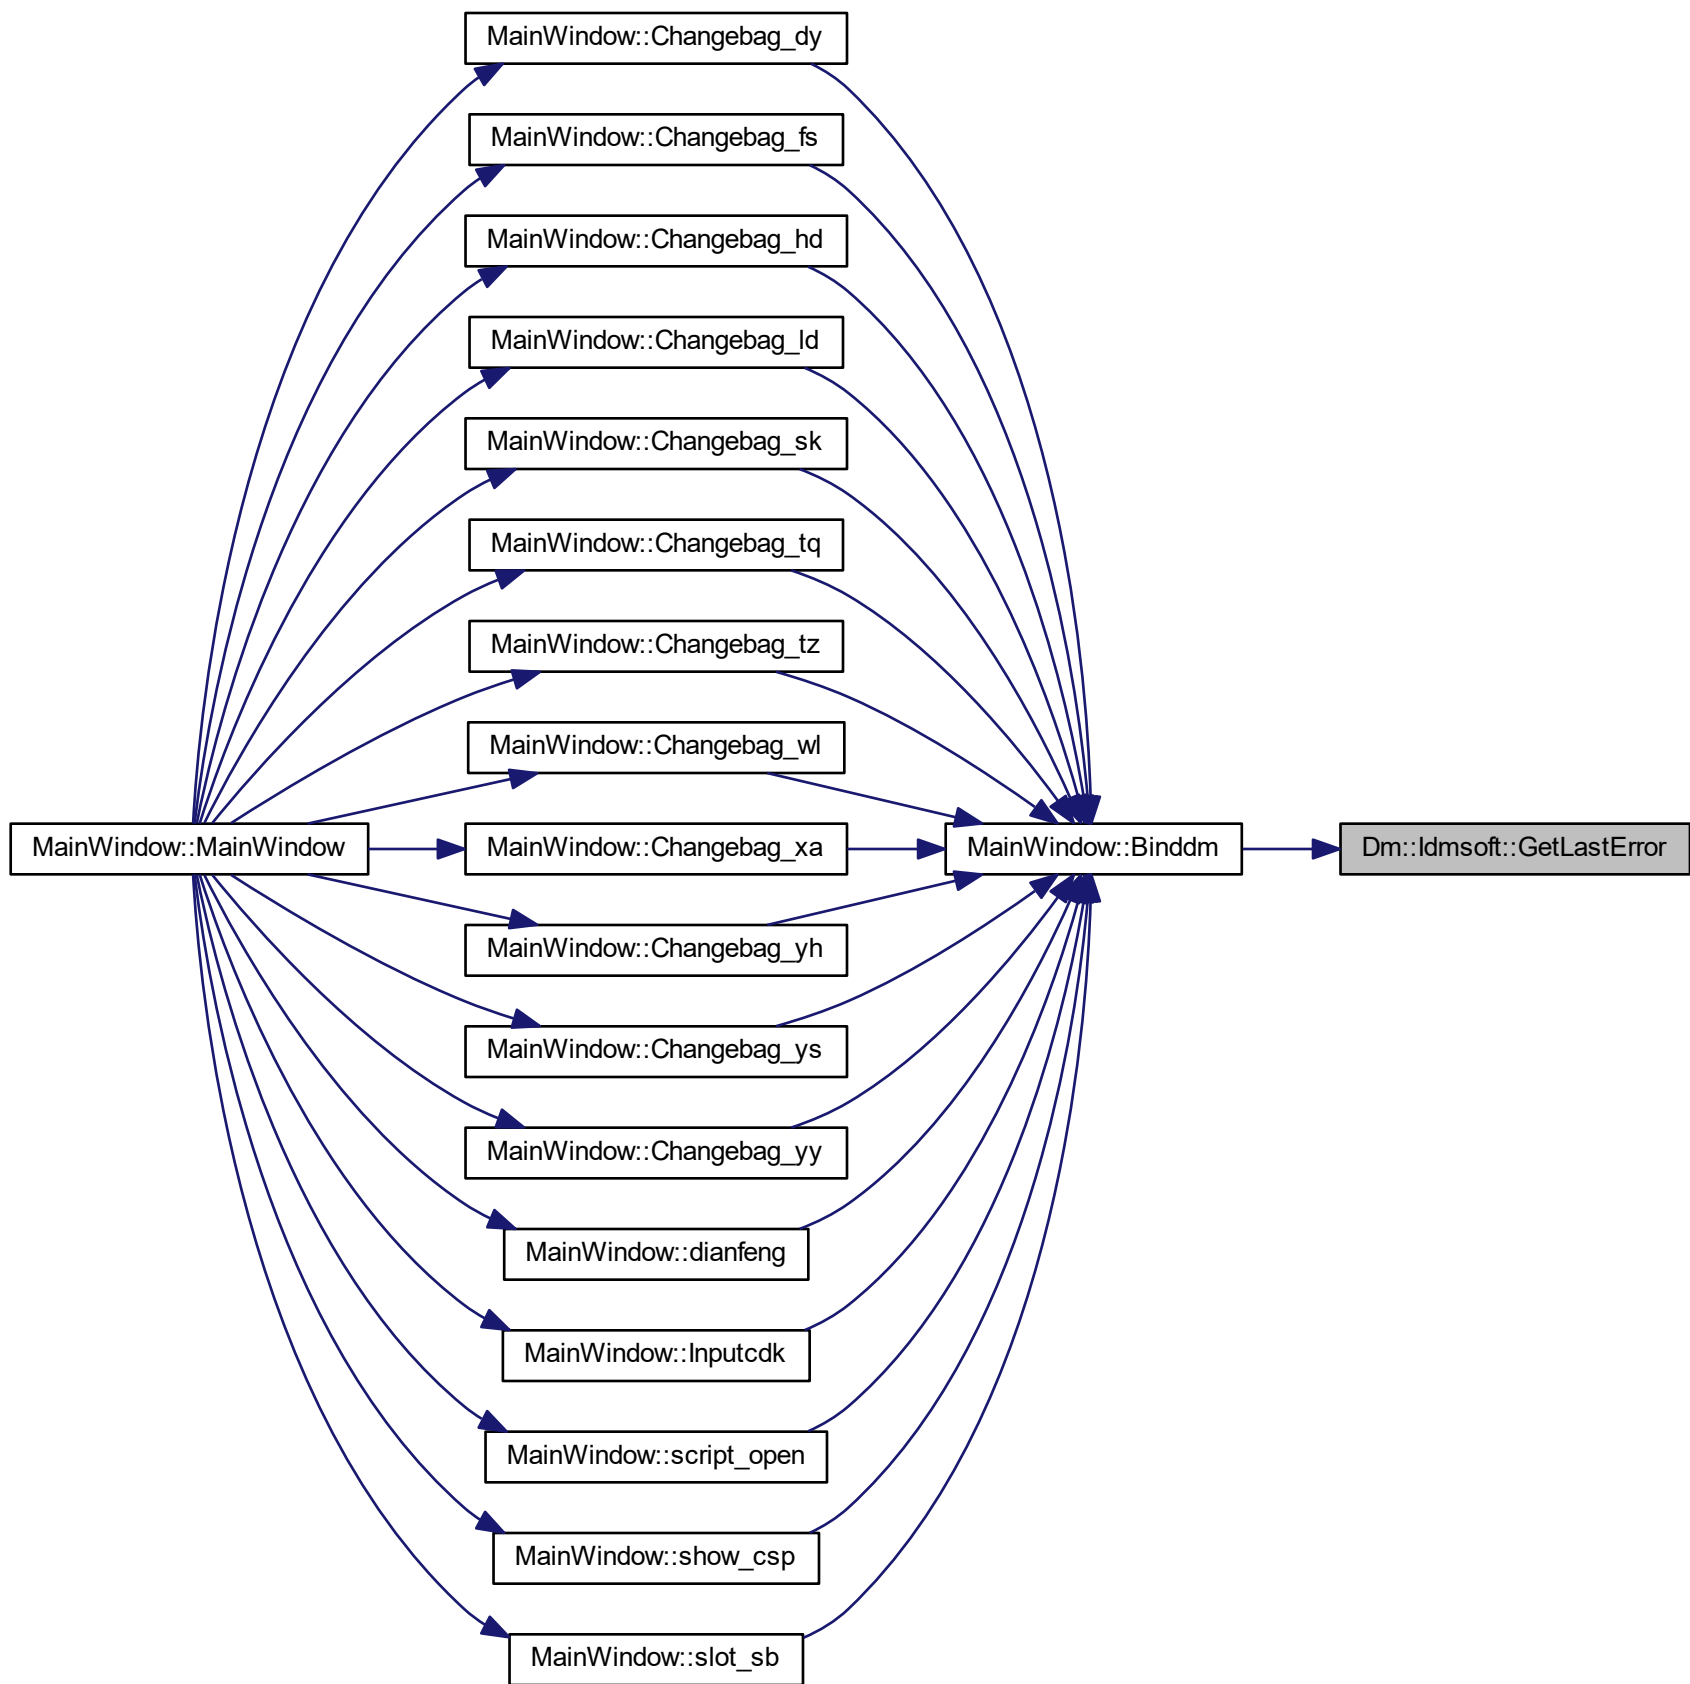 MainWindow::Changebag_dy
MainWindow::Changebag_fs
MainWindow::Changebag_hd
MainWindow::Changebag_ld
MainWindow::Changebag_sk
MainWindow::Changebag_tq
MainWindow::Changebag_tz
MainWindow::Changebag_wl
MainWindow::MainWindow
MainWindow::Changebag_xa
MainWindow::Binddm
Dm::Idmsoft::GetLastError
MainWindow::Changebag_yh
MainWindow::Changebag_ys
MainWindow::Changebag_yy
MainWindow::dianfeng
MainWindow::Inputcdk
MainWindow::script_open
MainWindow::show_csp
MainWindow::slot_sb